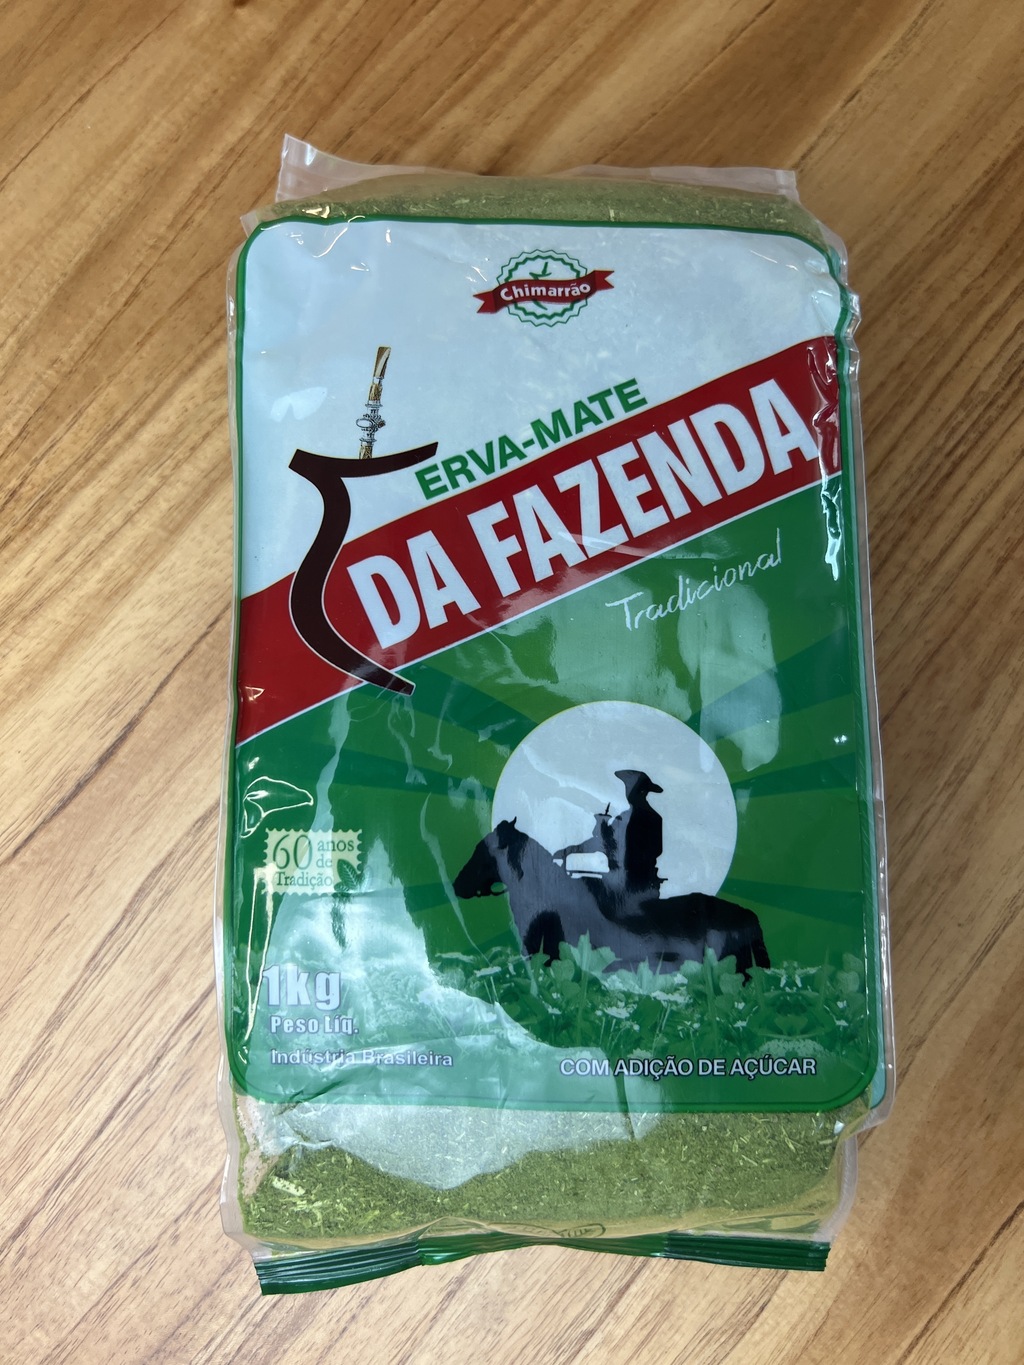 Chimarrão
ERVA-MATE
DA FAZENDA
Tradicional
60 anos
de
Tradição
1kg
Peso Líq.
Indústria Brasileira
COM ADIÇÃO DE AÇÚCAR